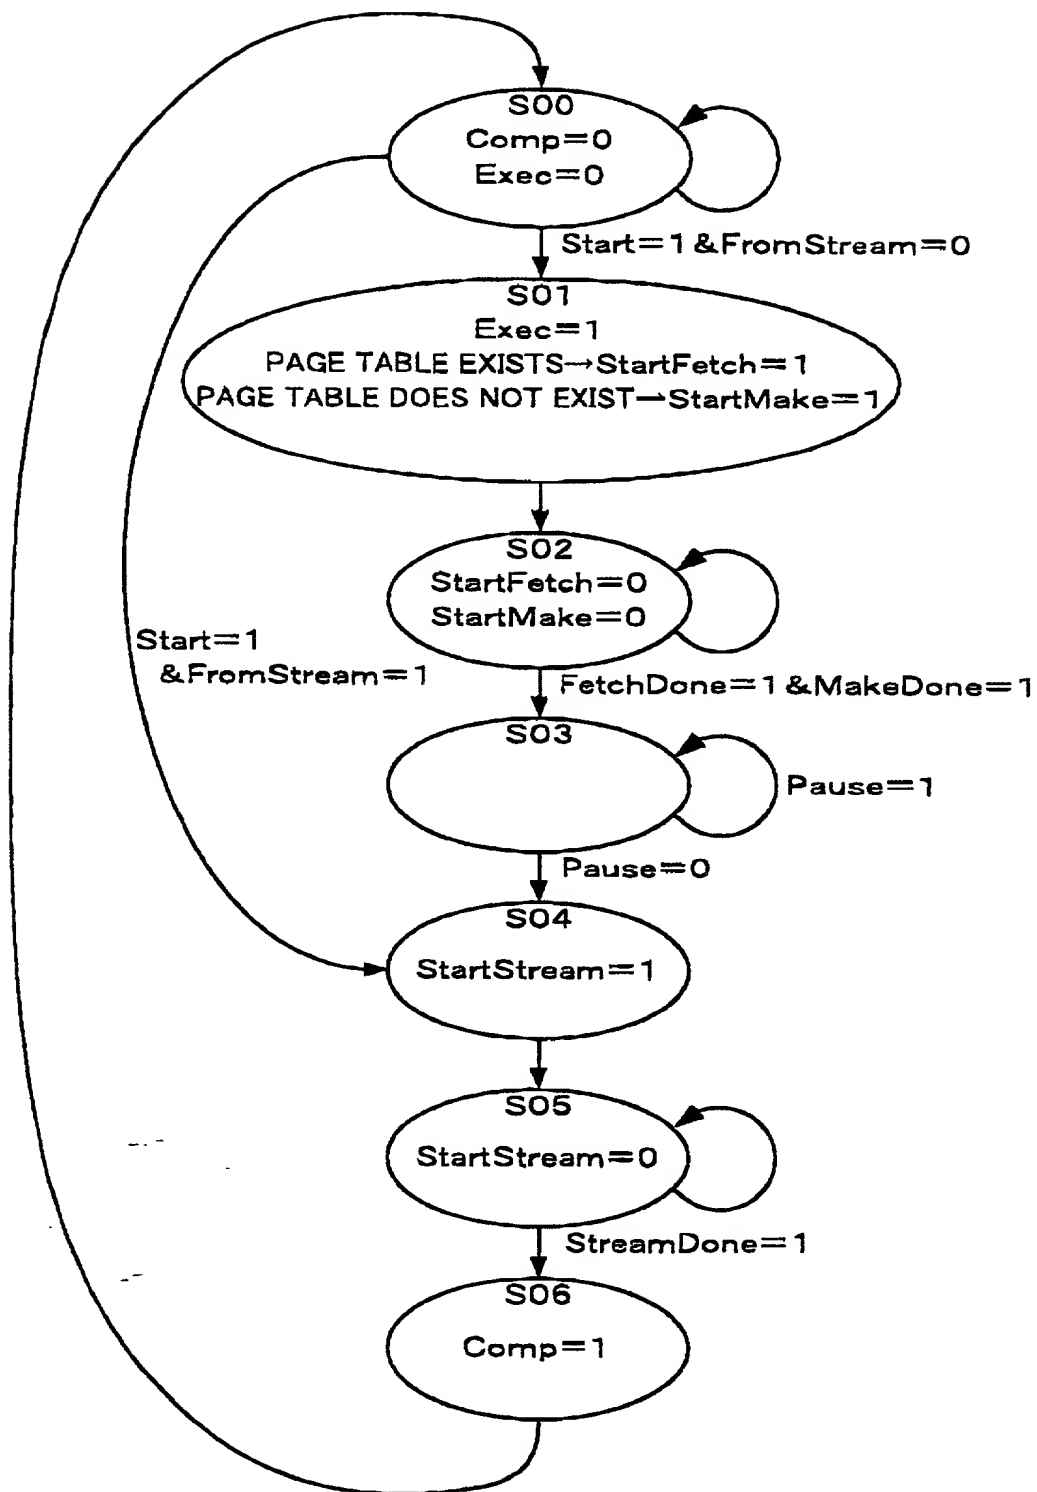 S00
Comp=0
Exec=0
Start=1 &FromStream=0
S01
Exec=1
PAGE TABLE EXISTS→StartFetch=1
PAGE TABLE DOES NOT EXIST→StartMake=1
S02
StartFetch=0
StartMake=0
Start=1
&FromStream=1
FetchDone=1 &MakeDone=1
S03
Pause=1
Pause=0
S04
StartStream=1
S05
StartStream=0
StreamDone=1
S06
Comp=1